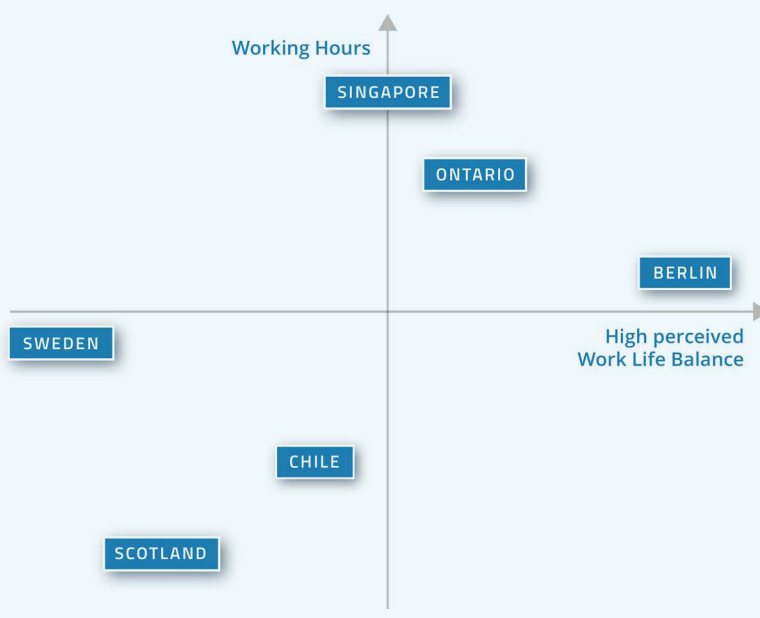 Working Hours
SINGAPORE
ONTARIO
BERLIN
SWEDEN
High perceived
Work Life Balance
CHILE
SCOTLAND